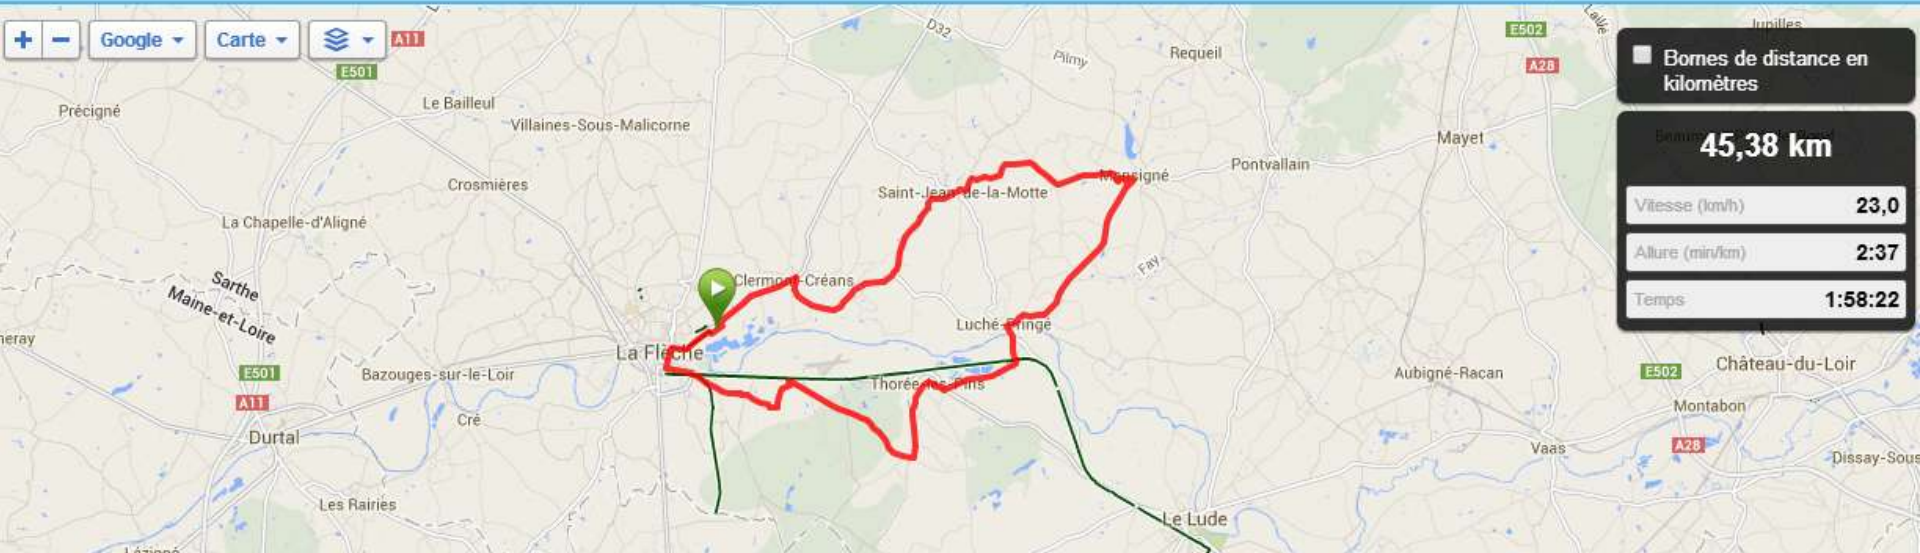 Google
Carte
A11
E501
D32
Pilmy
Requeil
E502
A28
Jupilles
Bornes de distance en
kilomètres
Précigné
Le Bailleul
Villaines-Sous-Malicorne
Mayet
45,38 km
Crosmières
Saint-Jean-de-la-Motte
Mansigné
Pontvallain
Vitesse (km/h) 23,0
La Chapelle-d'Aligné
Allure (min/km) 2:37
Fay
Sarthe
Maine-et-Loire
Clermont-Créans
Temps 1:58:22
Luché-Pringé
La Flèche
E501
A11
Bazouges-sur-le-Loir
Thorée-les-Pins
Aubigné-Racan
E502
Château-du-Loir
Montabon
Cré
Durtal
Vaas
A28
Dissay-Sous
Les Rairies
Le Lude
Lézigné